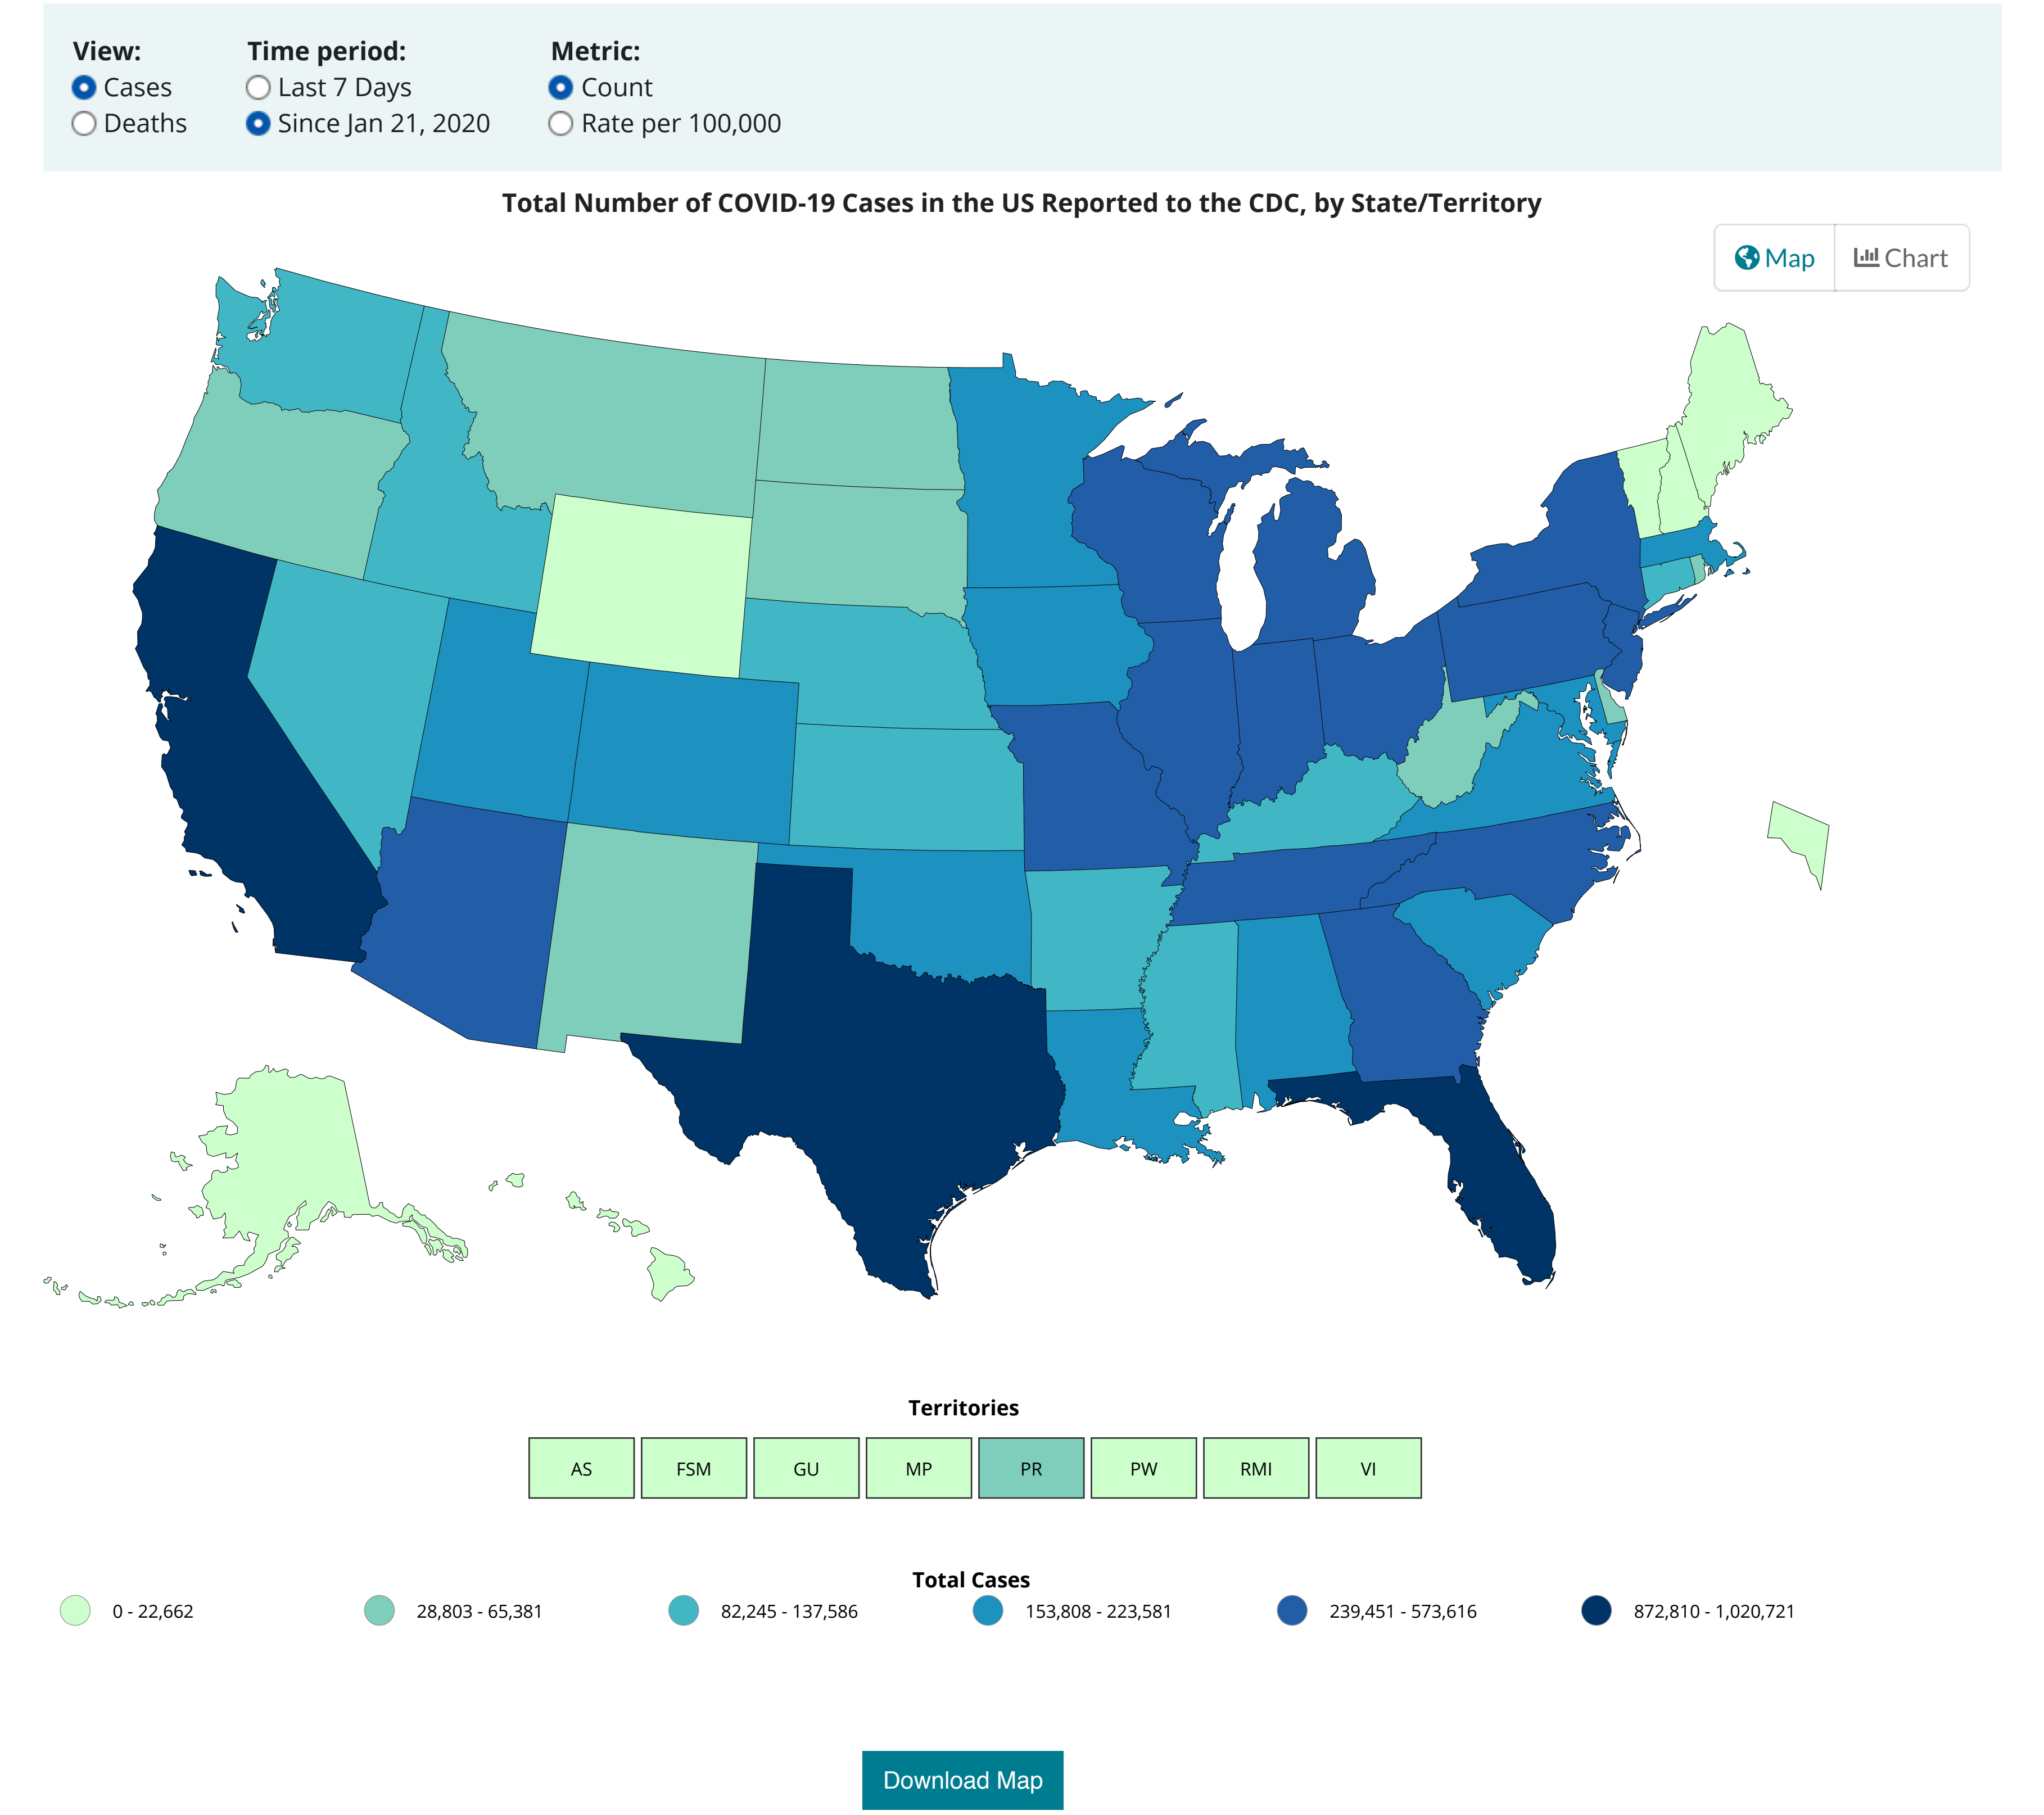 View: Time period: Metric:
Cases Last 7 Days Count
Deaths Since Jan 21, 2020 Rate per 100,000
Total Number of COVID-19 Cases in the US Reported to the CDC, by State/Territory
Map Chart
Territories
AS FSM GU MP PR PW RMI VI
Total Cases
0 - 22,662 28,803 - 65,381 82,245 - 137,586 153,808 - 223,581 239,451 - 573,616 872,810 - 1,020,721
Download Map